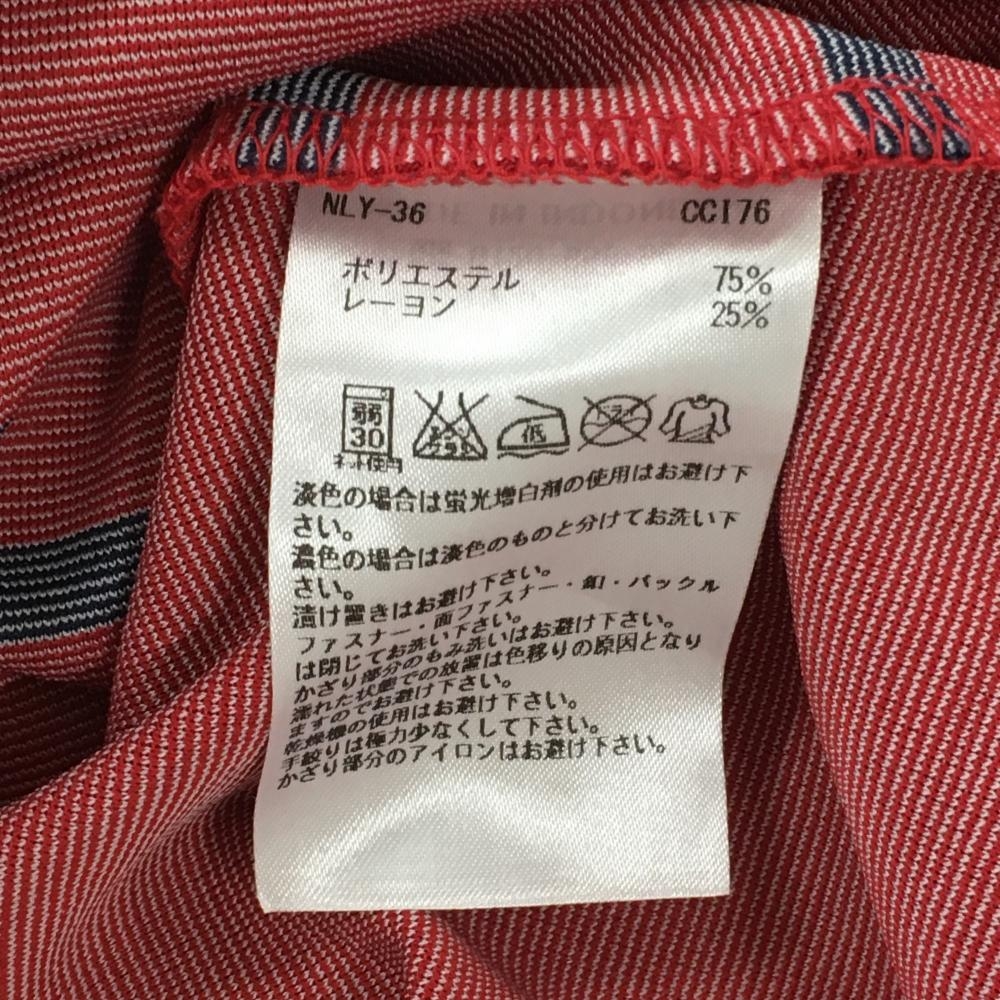 NLY-36 CCI76
ポリエステル 75%
レーヨン 25%
弱 30 ネット使用 エンソ サラシ 低 ドライ
淡色の場合は蛍光増白剤の使用はお避け下
さい。
濃色の場合は淡色のものと分けてお洗い下
さい。
漬け置きはお避け下さい。
ファスナー・面ファスナー・釦・バックル
は閉じてお洗い下さい。
かざり部分のもみ洗いはお避け下さい。
濡れた状態での放置は色移りの原因となり
ますのでお避け下さい。
乾燥機の使用はお避け下さい。
手絞りは極力少なくして下さい。
かざり部分のアイロンはお避け下さい。